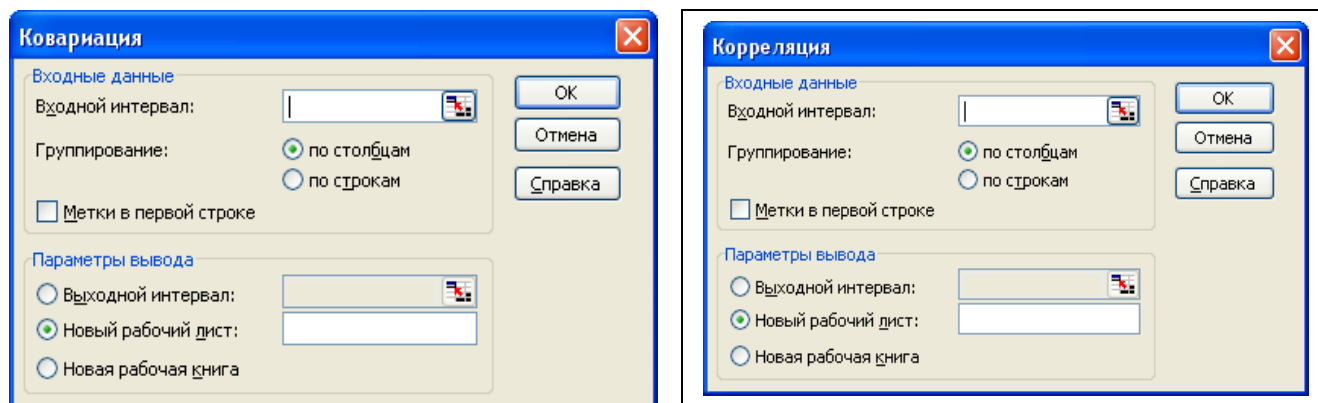 Ковариация
Входные данные
Входной интервал:
Группирование:
по столбцам
по строкам
Метки в первой строке
Параметры вывода
Выходной интервал:
Новый рабочий лист:
Новая рабочая книга
ОК
Отмена
Справка
Корреляция
Входные данные
Входной интервал:
Группирование:
по столбцам
по строкам
Метки в первой строке
Параметры вывода
Выходной интервал:
Новый рабочий лист:
Новая рабочая книга
ОК
Отмена
Справка